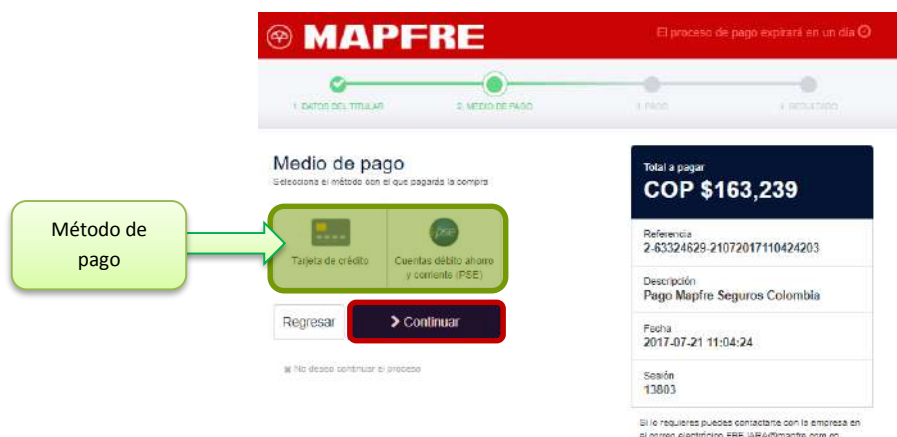 MAPFRE
El proceso de pago expirará en un día
1. DATOS DEL TITULAR
2. MEDIO DE PAGO
3. PAGO
4. RESULTADO
Medio de pago
Selecciona el método con el que pagarás la compra
Método de
pago
Tarjeta de crédito
pse
Cuentas débito ahorro
y corriente (PSE)
Regresar
Continuar
No deseo continuar el proceso
Total a pagar
COP $163,239
Referencia
2-63324629-21072017110424203
Descripción
Pago Mapfre Seguros Colombia
Fecha
2017-07-21 11:04:24
Sesión
13803
Si lo requieres puedes contactarte con la empresa en
el correo electrónico